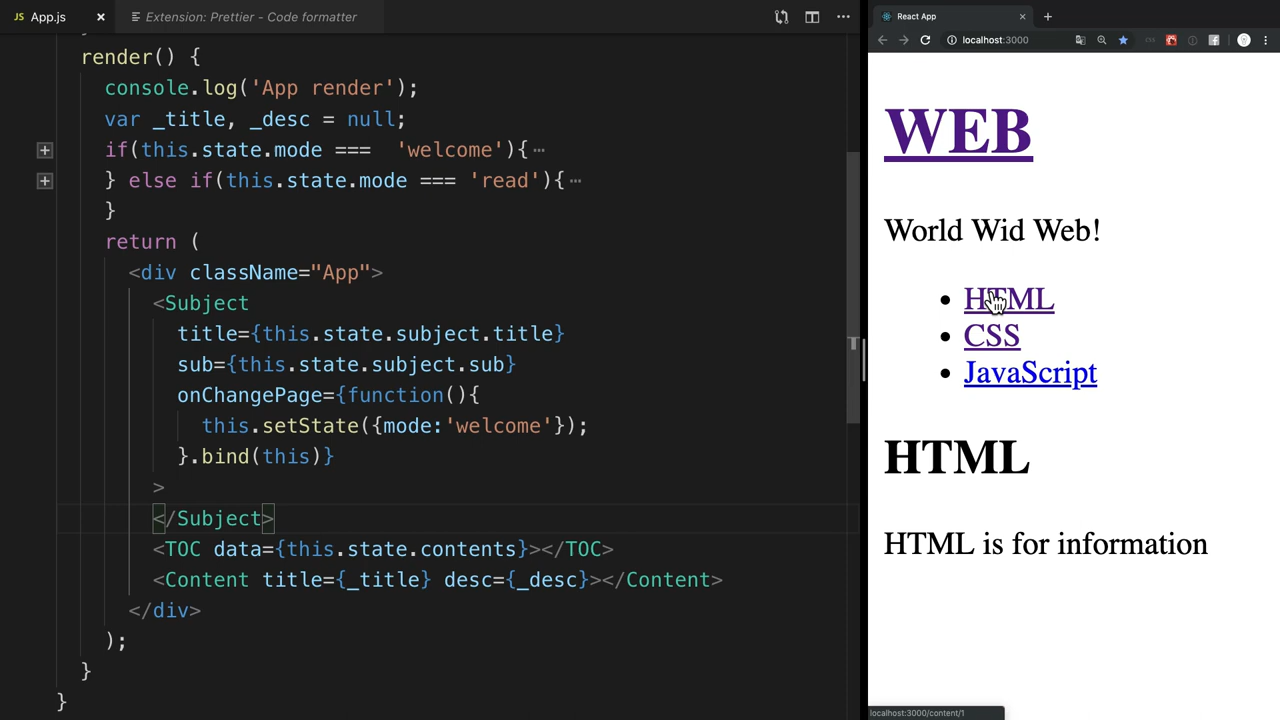 JS App.js
Extension: Prettier - Code formatter
render() {
console.log('App render');
var _title, _desc = null;
if(this.state.mode ===  'welcome'){
} else if(this.state.mode === 'read'){
}
return (
<div className="App">
<Subject
title={this.state.subject.title}
sub={this.state.subject.sub}
onChangePage={function(){
this.setState({mode:'welcome'});
}.bind(this)}
>
</Subject>
<TOC data={this.state.contents}></TOC>
<Content title={_title} desc={_desc}></Content>
</div>
);
}
}
React App
localhost:3000
WEB
World Wid Web!
• HTML
• CSS
• JavaScript
HTML
HTML is for information
localhost:3000/content/1